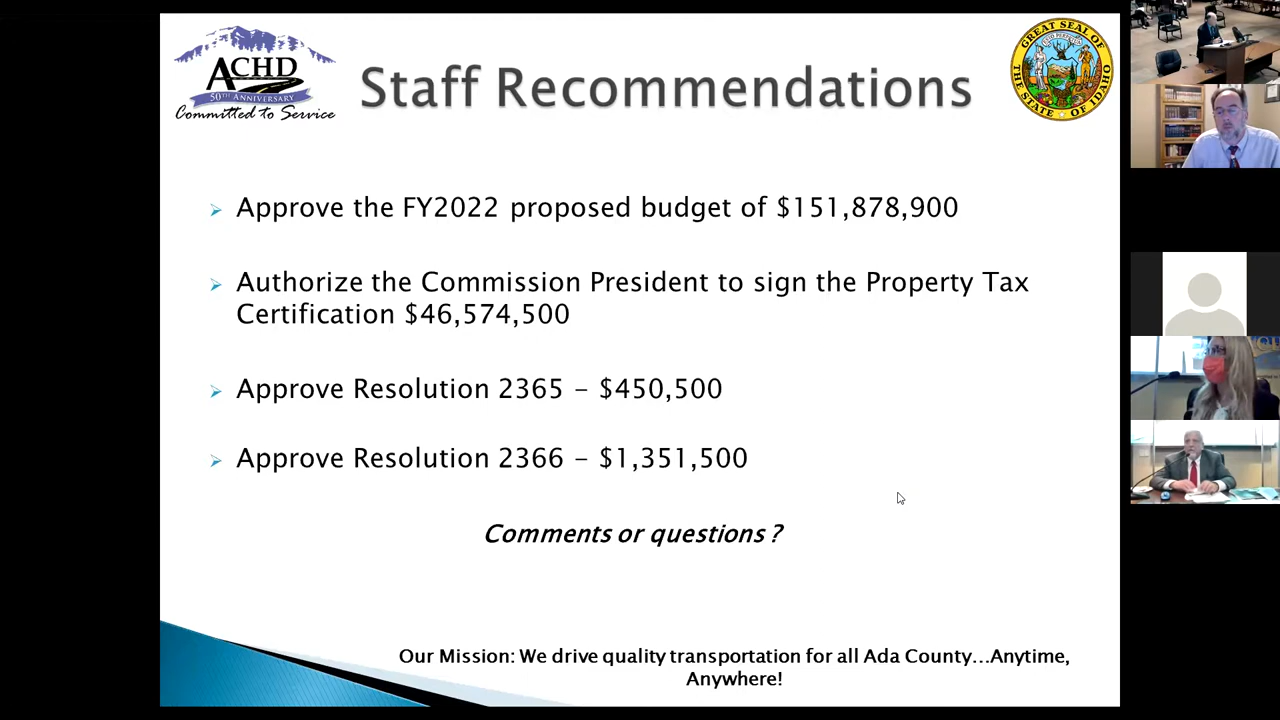 ACHD
50TH ANNIVERSARY
Committed to Service
Staff Recommendations
GREAT SEAL OF
THE STATE OF IDAHO
Approve the FY2022 proposed budget of $151,878,900
Authorize the Commission President to sign the Property Tax
Certification $46,574,500
Approve Resolution 2365 – $450,500
Approve Resolution 2366 – $1,351,500
Comments or questions?
Our Mission: We drive quality transportation for all Ada County...Anytime,
Anywhere!